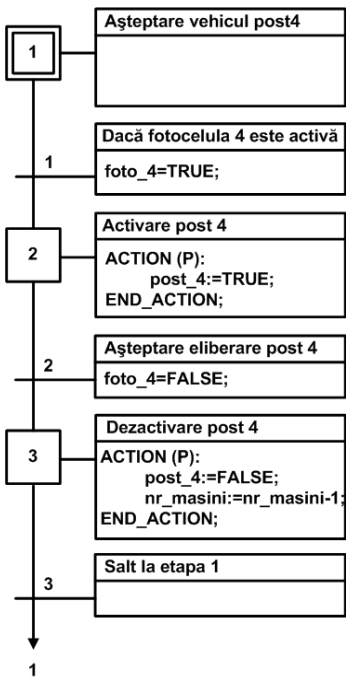 Aşteptare vehicul post4
1
Dacă fotocelula 4 este activă
1
foto_4=TRUE;
Activare post 4
2
ACTION (P):
post_4:=TRUE;
END_ACTION;
Aşteptare eliberare post 4
2
foto_4=FALSE;
Dezactivare post 4
3
ACTION (P):
post_4:=FALSE;
nr_masini:=nr_masini-1;
END_ACTION;
Salt la etapa 1
3
1